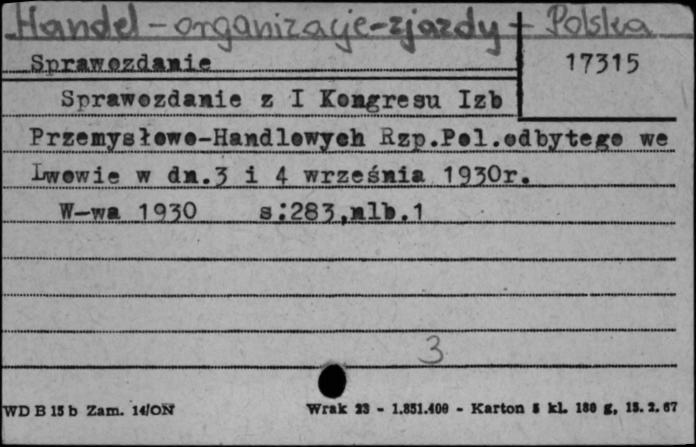 Handel - organizacje - zjazdy - Polska
Sprawozdanie
17315
Sprawozdanie z I Kongresu Izb
Przemysłowo-Handlowych Rzp.Pol.odbytego we
Lwowie w dn.3 i 4 września 1930r.
W-wa 1930 s:283,nlb.1
3
WD B 15 b Zam. 14/ON Wrak 23 - 1.851.400 - Karton 5 kl. 180 g, 15. 2. 67